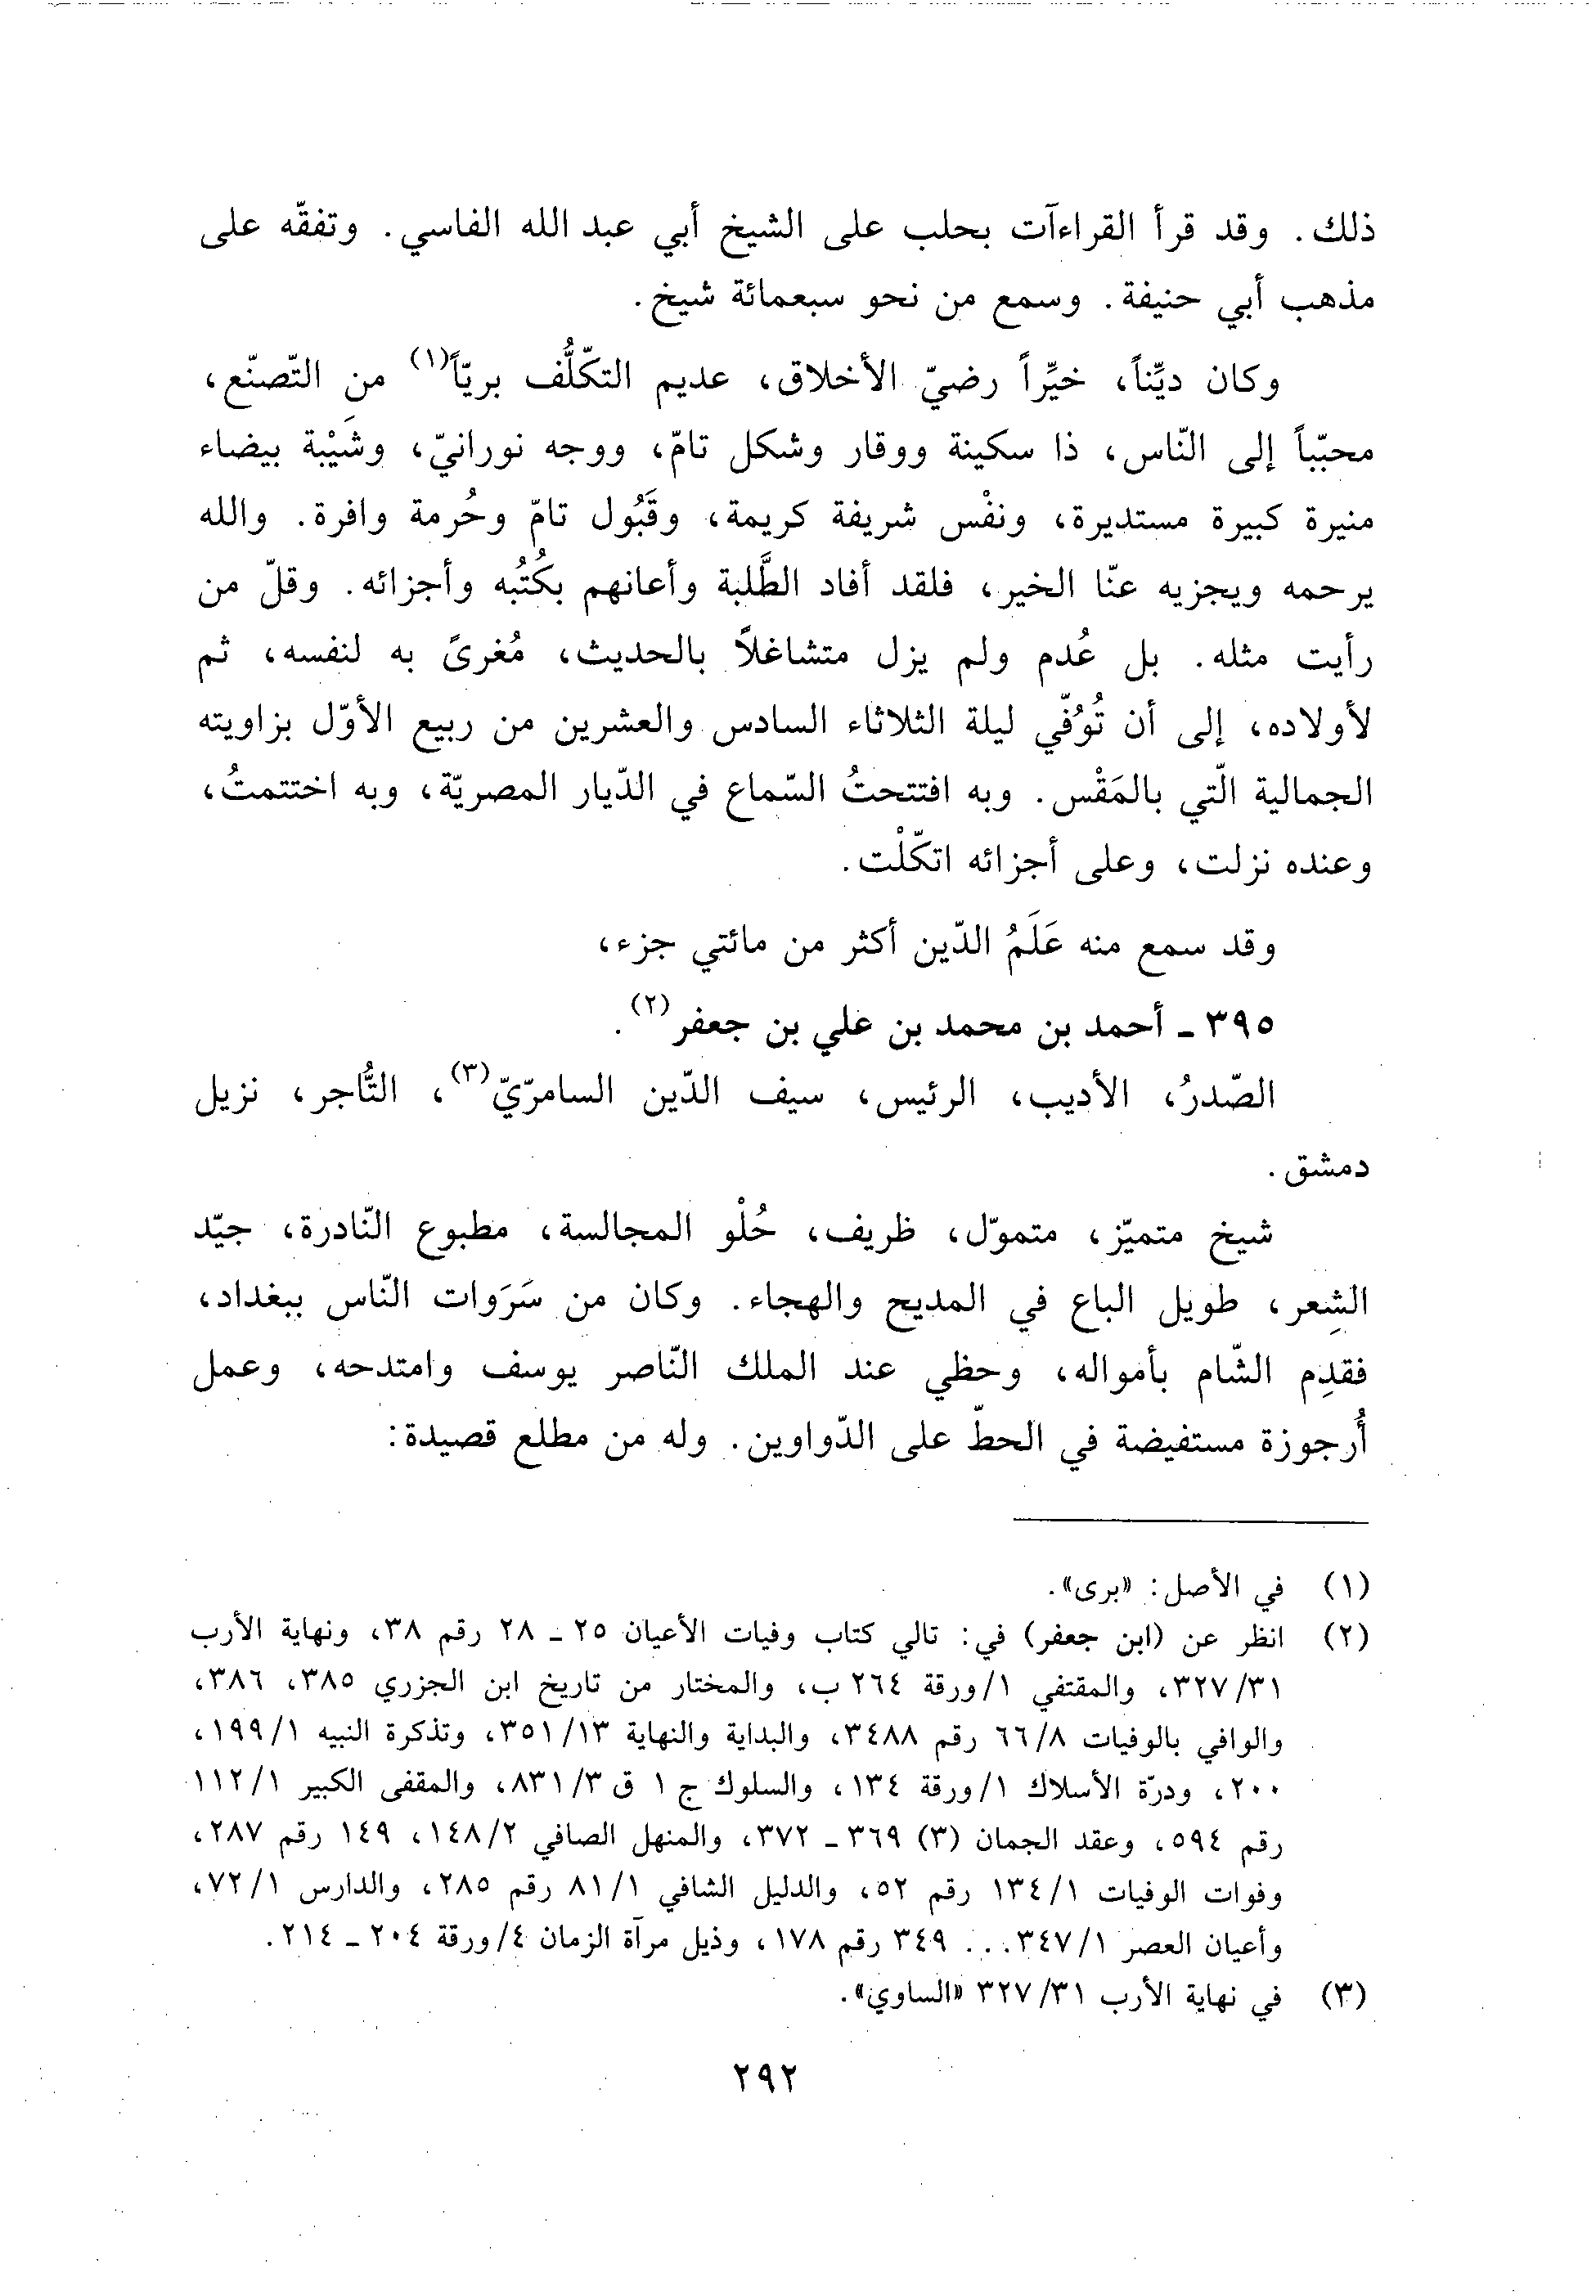 ذلك. وقد قرأ القراءآت بحلب على الشيخ أبي عبد الله الفاسي. وتفقّه على
مذهب أبي حنيفة. وسمع من نحو سبعمائة شيخ.
وكان ديِّناً، خيِّراً رضيّ الأخلاق، عديم التكّلُّف بريّاً(١) من التّصنّع،
محبّباً إلى النّاس، ذا سكينة ووقار وشكل تامّ، ووجه نورانيّ، وشَيْبة بيضاء
منيرة كبيرة مستديرة، ونفْس شريفة كريمة، وقَبُول تامّ وحُرمة وافرة. والله
يرحمه ويجزيه عنّا الخير، فلقد أفاد الطَّلبة وأعانهم بكُتُبه وأجزائه. وقلّ من
رأيت مثله. بل عُدم ولم يزل متشاغلاً بالحديث، مُغرىً به لنفسه، ثم
لأولاده، إلى أن تُوُفّي ليلة الثلاثاء السادس والعشرين من ربيع الأوّل بزاويته
الجمالية الّتي بالمَقْس. وبه افتتحتُ السّماع في الدّيار المصريّة، وبه اختتمتُ،
وعنده نزلت، وعلى أجزائه اتكّلْت.
وقد سمع منه عَلَمُ الدّين أكثر من مائتي جزء،
٣٩٥ ـ أحمد بن محمد بن علي بن جعفر(٢).
الصّدرُ، الأديب، الرئيس، سيف الدّين السامرّيّ(٣)، التُّاجر، نزيل
دمشق.
شيخ متميّز، متموّل، ظريف، حُلْو المجالسة، مطبوع النّادرة، جيّد
الشِعر، طويل الباع في المديح والهجاء. وكان من سَرَوات النّاس ببغداد،
فقدِم الشّام بأمواله، وحظي عند الملك النّاصر يوسف وامتدحه، وعمل
أُرجوزة مستفيضة في الحطّ على الدّواوين. وله من مطلع قصيدة:
(١) في الأصل: «برى».
(٢) انظر عن (ابن جعفر) في: تالي كتاب وفيات الأعيان ٢٥ ـ ٢٨ رقم ٣٨، ونهاية الأرب
٣٢٧/٣١، والمقتفي ١/ورقة ٢٦٤ ب، والمختار من تاريخ ابن الجزري ٣٨٥، ٣٨٦،
والوافي بالوفيات ٦٦/٨ رقم ٣٤٨٨، والبداية والنهاية ٣٥١/١٣، وتذكرة النبيه ١٩٩/١،
٢٠٠، ودرّة الأسلاك ١/ورقة ١٣٤، والسلوك ج ١ ق ٨٣١/٣، والمقفى الكبير ١١٢/١
رقم ٥٩٤، وعقد الجمان (٣) ٣٦٩ ـ ٣٧٢، والمنهل الصافي ١٤٨/٢، ١٤٩ رقم ٢٨٧،
وفوات الوفيات ١٣٤/١ رقم ٥٢، والدليل الشافي ٨١/١ رقم ٢٨٥، والدارس ٧٢/١،
وأعيان العصر ٣٤٧/١... ٣٤٩ رقم ١٧٨، وذيل مرآة الزمان ٤/ورقة ٢٠٤ ـ ٢١٤.
(٣) في نهاية الأرب ٣٢٧/٣١ «الساوي».
٢٩٢